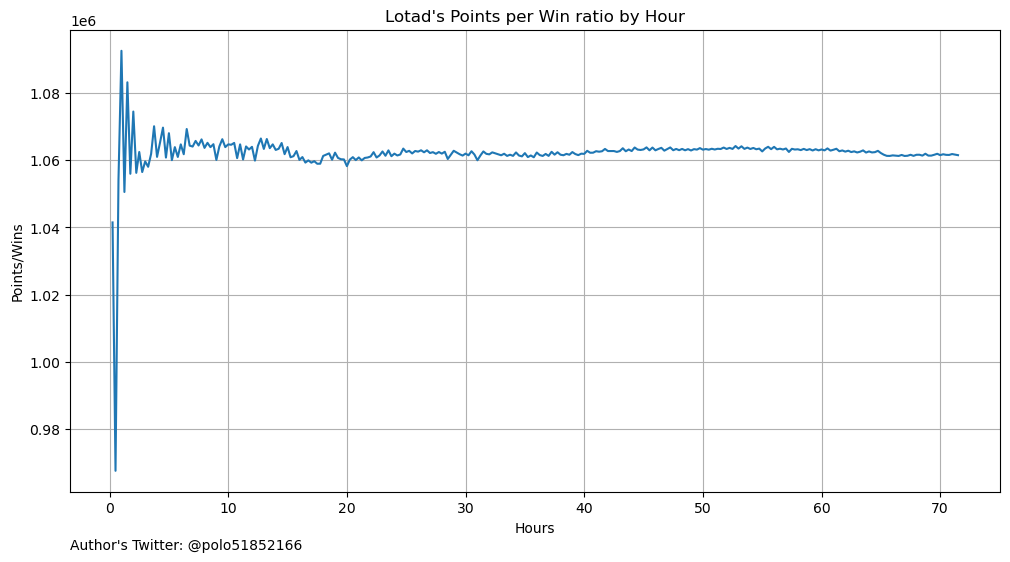 Lotad's Points per Win ratio by Hour
1e6
1.08
1.06
1.04
1.02
1.00
0.98
Points/Wins
0 10 20 30 40 50 60 70
Hours
Author's Twitter: @polo51852166